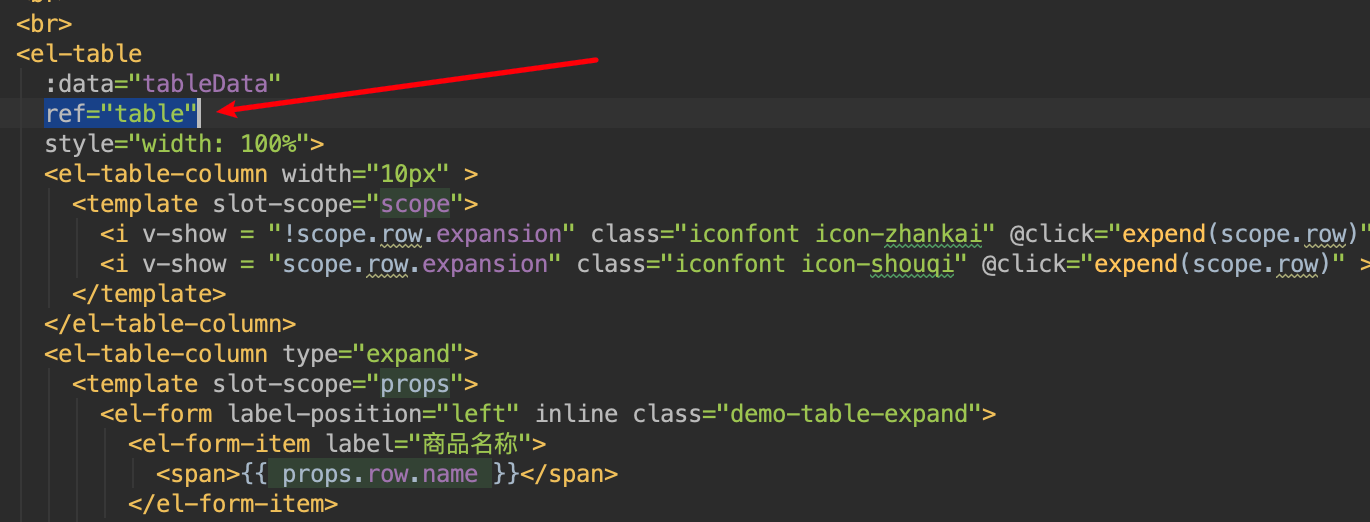 <br>
<el-table
:data="tableData"
ref="table"
style="width: 100%">
<el-table-column width="10px" >
<template slot-scope="scope">
<i v-show = "!scope.row.expansion" class="iconfont icon-zhankai" @click="expend(scope.row)"
<i v-show = "scope.row.expansion" class="iconfont icon-shouqi" @click="expend(scope.row)" >
</template>
</el-table-column>
<el-table-column type="expand">
<template slot-scope="props">
<el-form label-position="left" inline class="demo-table-expand">
<el-form-item label="商品名称">
<span>{{ props.row.name }}</span>
</el-form-item>